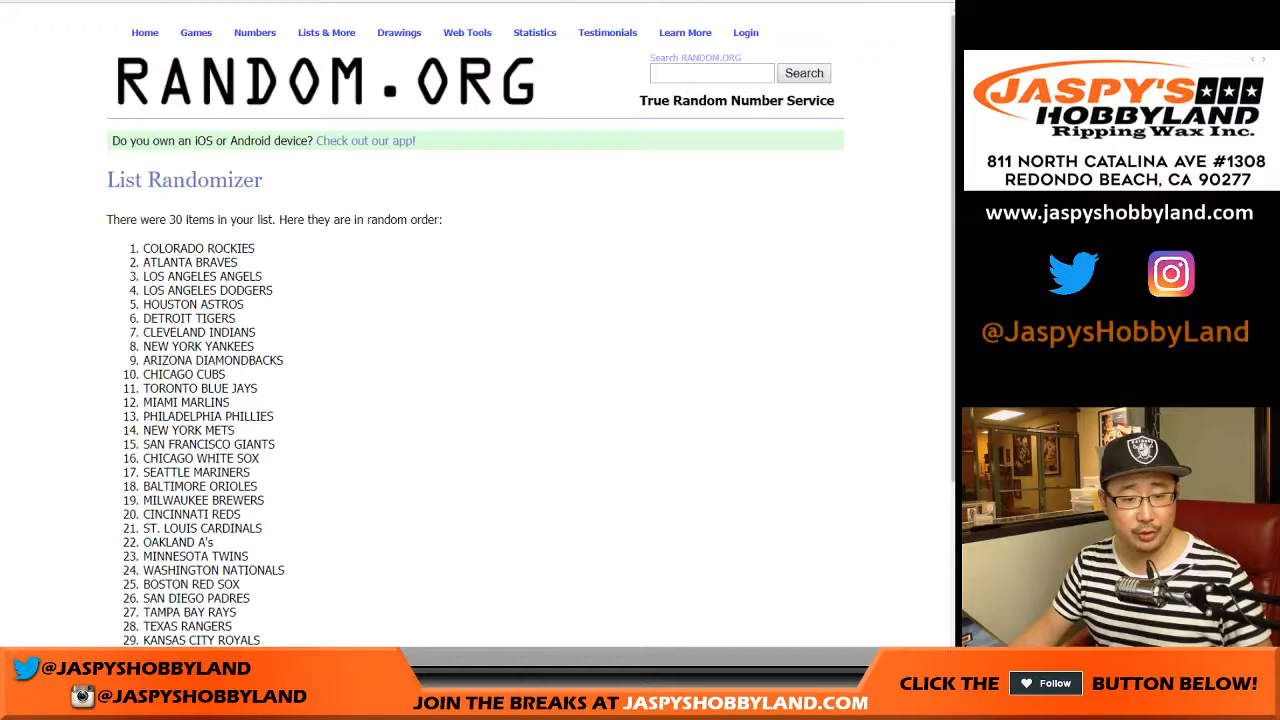 Home Games Numbers Lists & More Drawings Web Tools Statistics Testimonials Learn More Login
RANDOM.ORG
Search RANDOM.ORG
Search
True Random Number Service
Do you own an iOS or Android device? Check out our app!
List Randomizer
There were 30 items in your list. Here they are in random order:
1. COLORADO ROCKIES
2. ATLANTA BRAVES
3. LOS ANGELES ANGELS
4. LOS ANGELES DODGERS
5. HOUSTON ASTROS
6. DETROIT TIGERS
7. CLEVELAND INDIANS
8. NEW YORK YANKEES
9. ARIZONA DIAMONDBACKS
10. CHICAGO CUBS
11. TORONTO BLUE JAYS
12. MIAMI MARLINS
13. PHILADELPHIA PHILLIES
14. NEW YORK METS
15. SAN FRANCISCO GIANTS
16. CHICAGO WHITE SOX
17. SEATTLE MARINERS
18. BALTIMORE ORIOLES
19. MILWAUKEE BREWERS
20. CINCINNATI REDS
21. ST. LOUIS CARDINALS
22. OAKLAND A's
23. MINNESOTA TWINS
24. WASHINGTON NATIONALS
25. BOSTON RED SOX
26. SAN DIEGO PADRES
27. TAMPA BAY RAYS
28. TEXAS RANGERS
29. KANSAS CITY ROYALS
JASPY'S
HOBBYLAND
Ripping Wax Inc.
811 NORTH CATALINA AVE #1308
REDONDO BEACH, CA 90277
www.jaspyshobbyland.com
@JaspysHobbyLand
RAIDERS
@JASPYSHOBBYLAND
@JASPYSHOBBYLAND
JOIN THE BREAKS AT JASPYSHOBBYLAND.COM
CLICK THE Follow BUTTON BELOW!